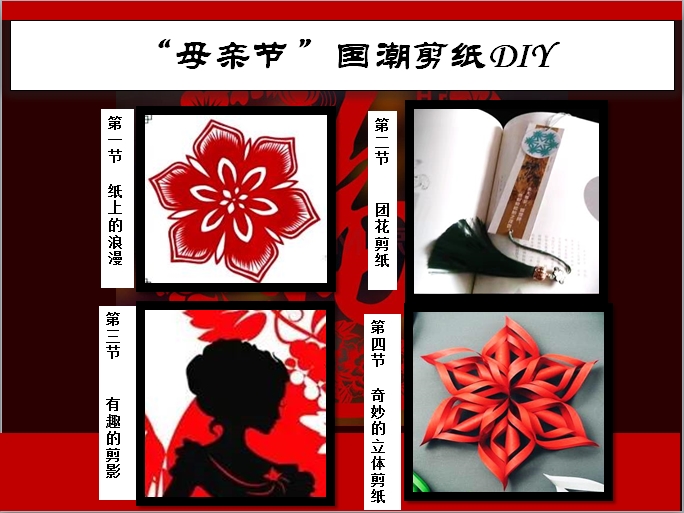 “母亲节”国潮剪纸DIY
第一节 纸上的浪漫
第二节 团花剪纸
第三节 有趣的剪影
第四节 奇妙的立体剪纸